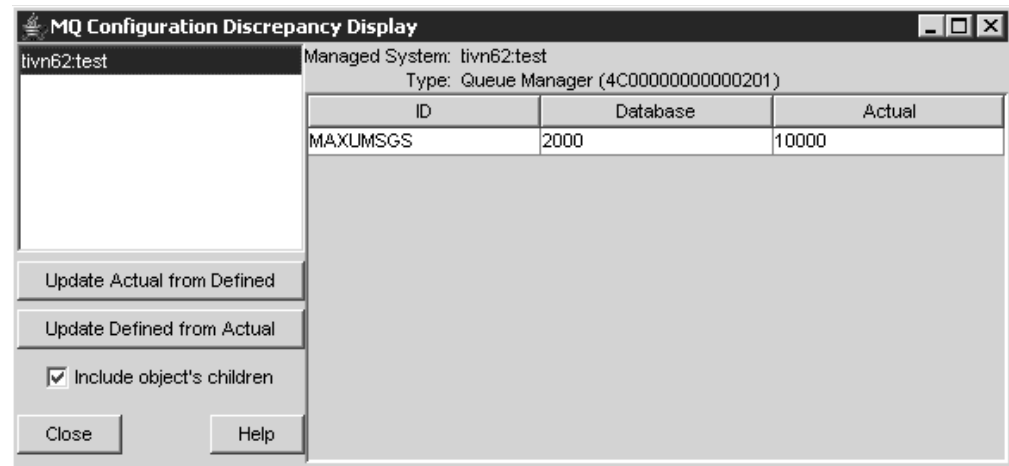 MQ Configuration Discrepancy Display
tivn62:test
Managed System: tivn62:test
Type: Queue Manager (4C00000000000201)
ID Database Actual
MAXUMSGS 2000 10000
Update Actual from Defined
Update Defined from Actual
Include object's children
Close Help